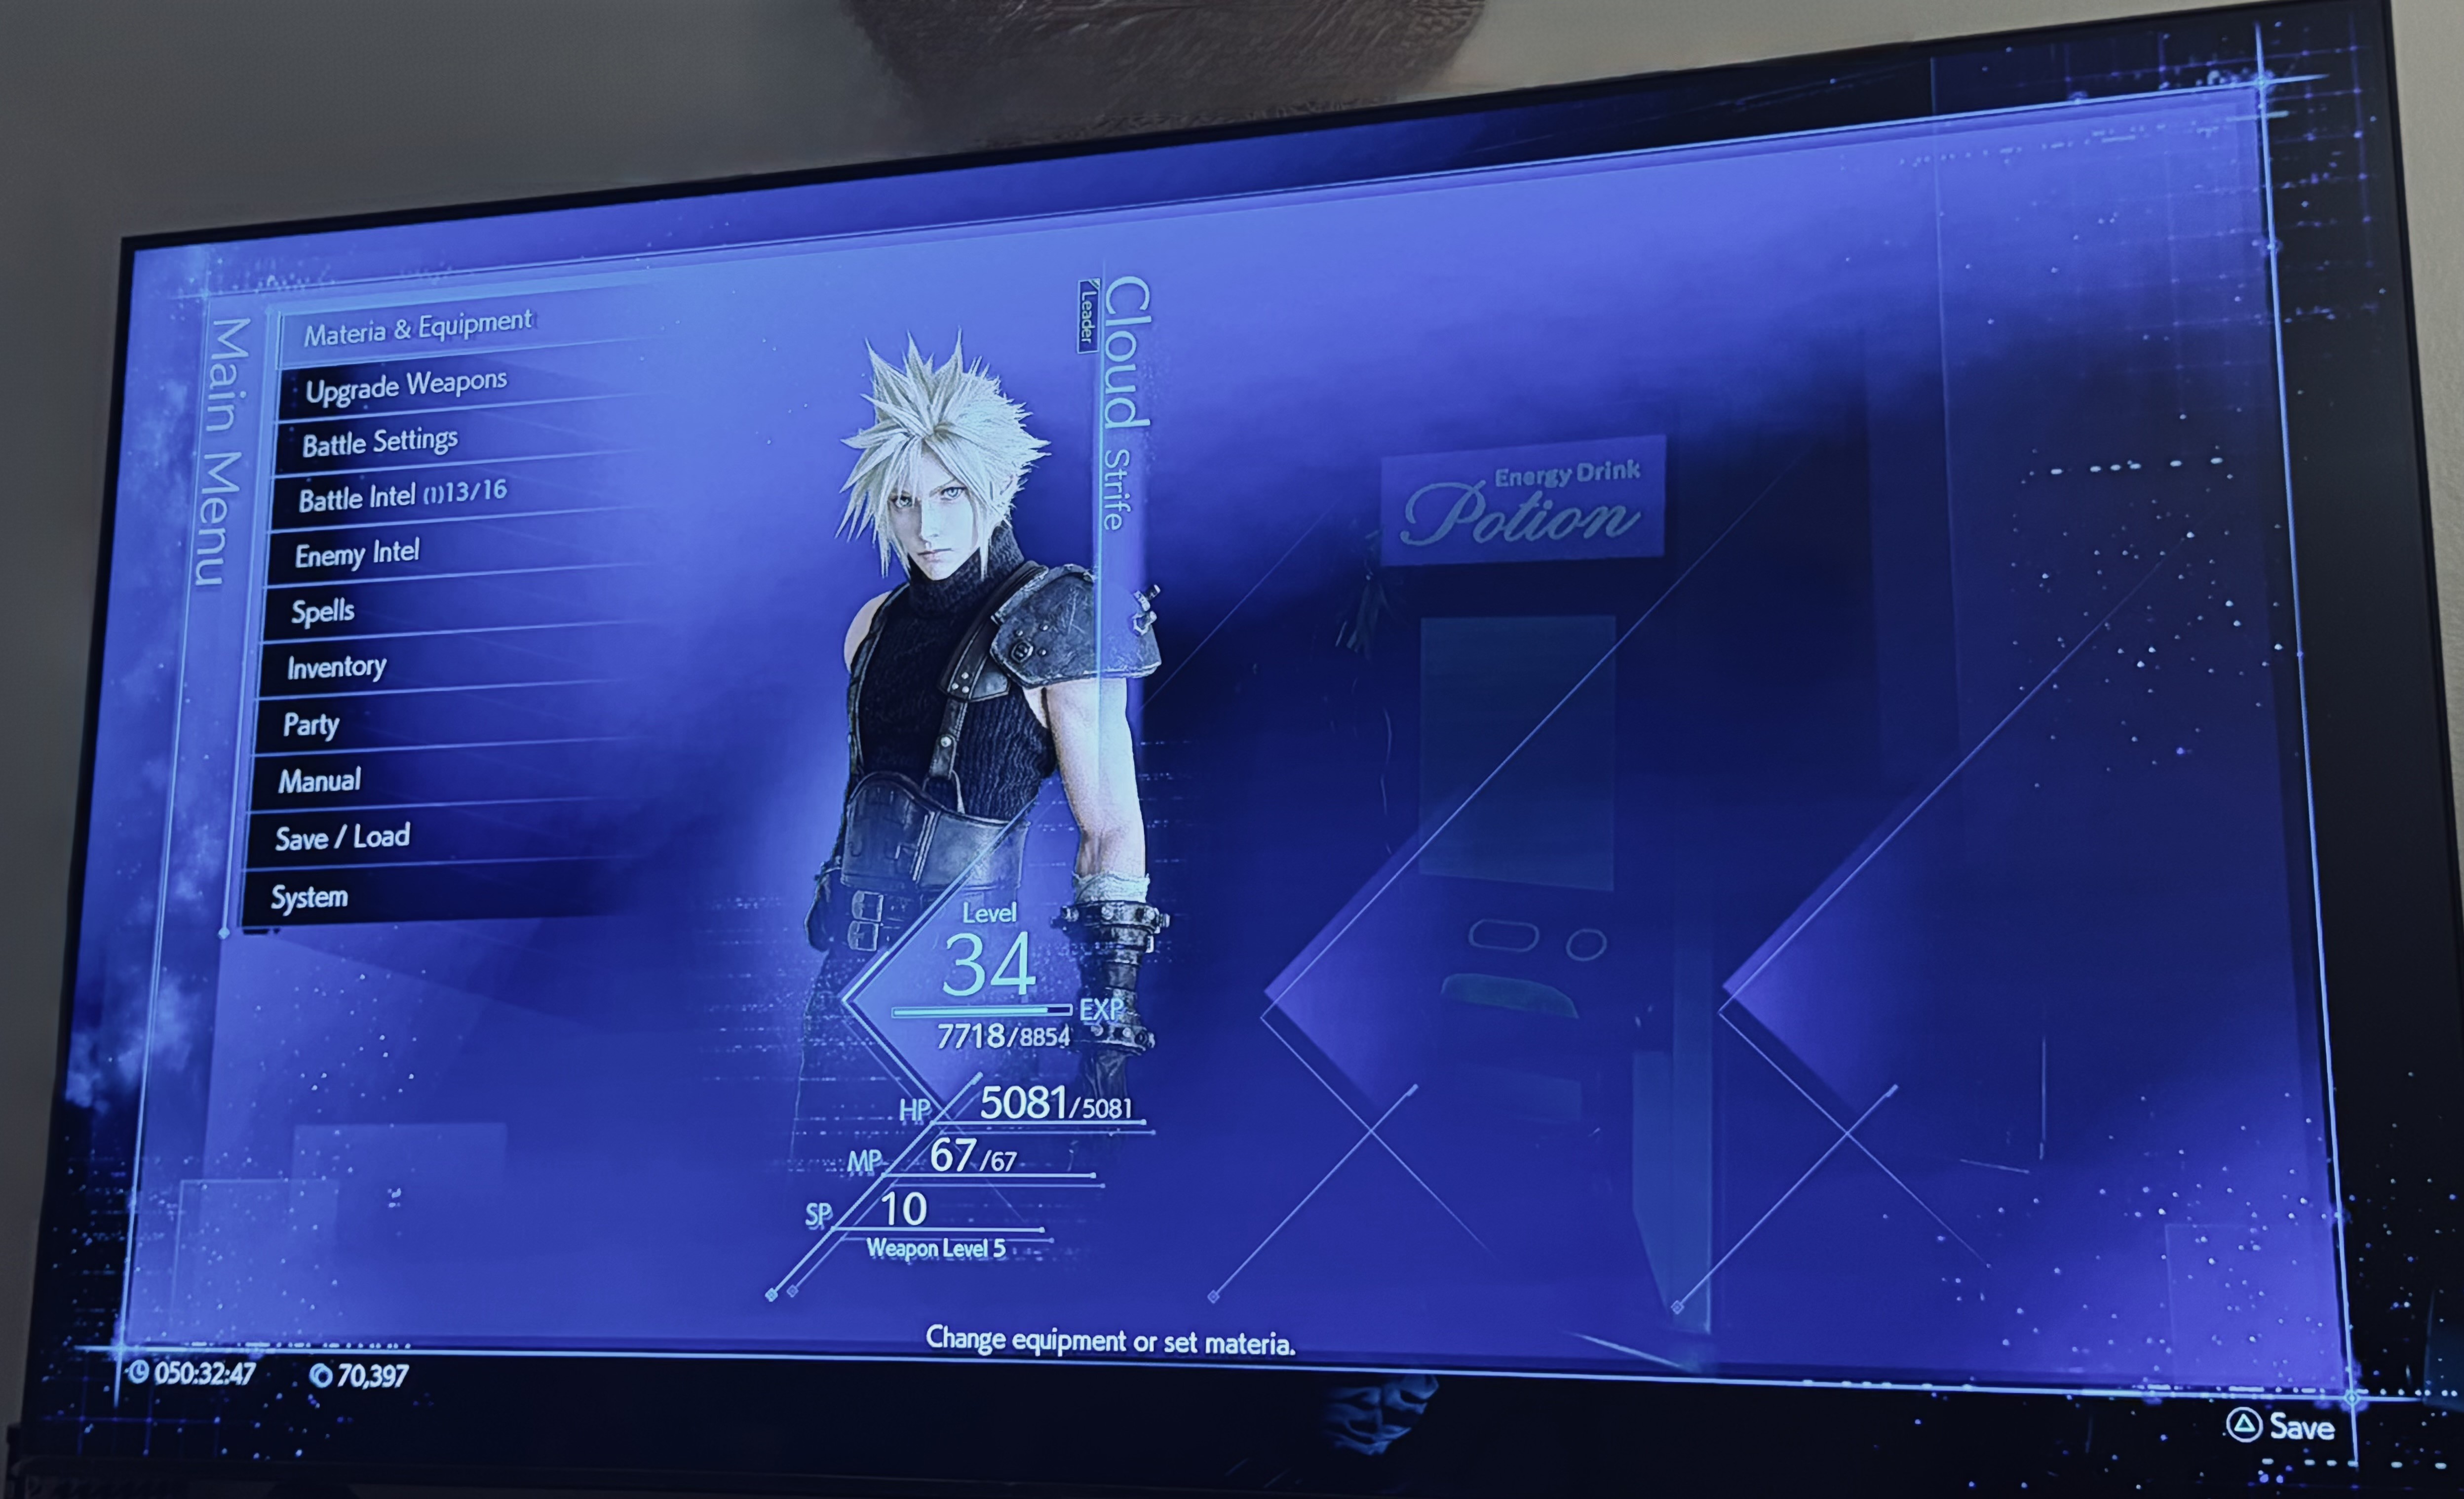 Main Menu
Materia & Equipment
Upgrade Weapons
Battle Settings
Battle Intel (1)13/16
Enemy Intel
Spells
Inventory
Party
Manual
Save / Load
System
Leader
Cloud Strife
Energy Drink
Potion
Level
34
EXP
7718/8854
HP 5081/5081
MP 67/67
SP 10
Weapon Level 5
Change equipment or set materia.
050:32:47 70,397
Save